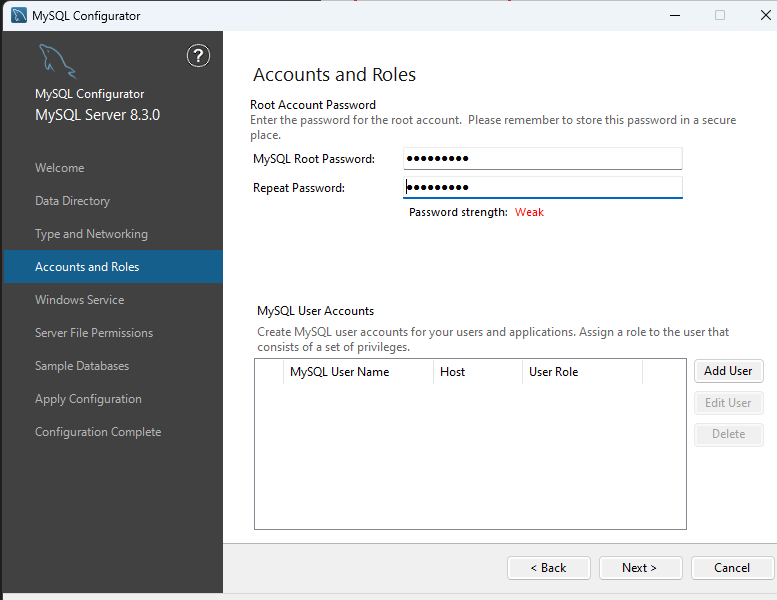 MySQL Configurator
?
MySQL Configurator
MySQL Server 8.3.0
Welcome
Data Directory
Type and Networking
Accounts and Roles
Windows Service
Server File Permissions
Sample Databases
Apply Configuration
Configuration Complete
Accounts and Roles
Root Account Password
Enter the password for the root account.  Please remember to store this password in a secure
place.
MySQL Root Password: ●●●●●●●●●
Repeat Password: ●●●●●●●●●
Password strength: Weak
MySQL User Accounts
Create MySQL user accounts for your users and applications. Assign a role to the user that
consists of a set of privileges.
MySQL User Name Host User Role
Add User
Edit User
Delete
< Back Next > Cancel